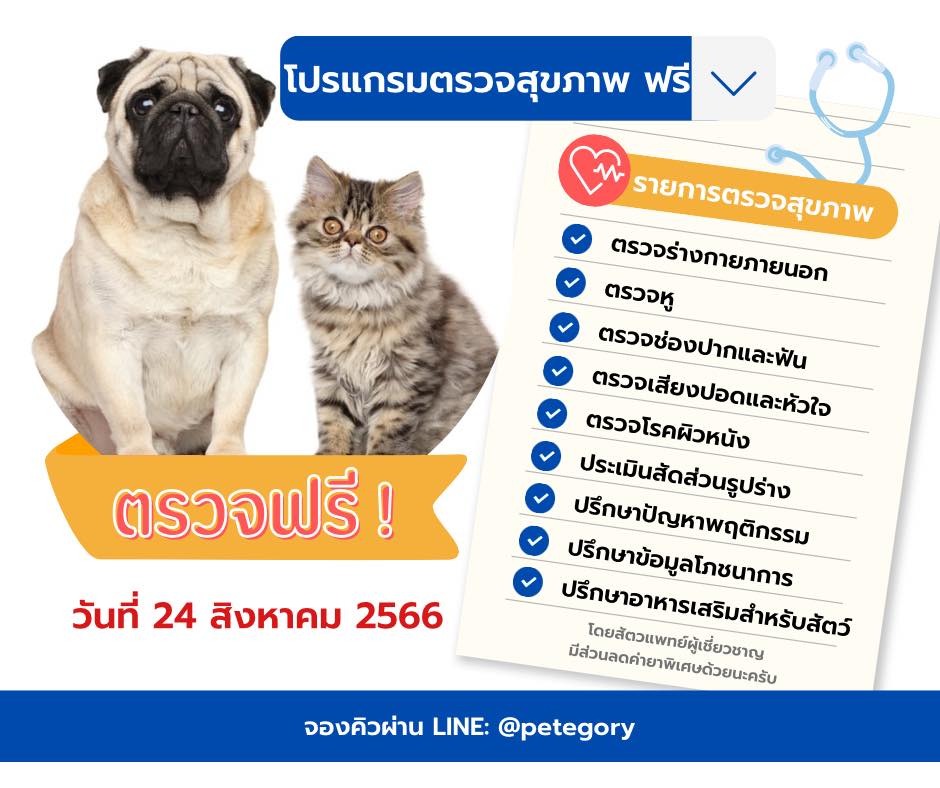 โปรแกรมตรวจสุขภาพ ฟรี
รายการตรวจสุขภาพ
ตรวจร่างกายภายนอก
ตรวจหู
ตรวจช่องปากและฟัน
ตรวจเสียงปอดและหัวใจ
ตรวจโรคผิวหนัง
ประเมินสัดส่วนรูปร่าง
ปรึกษาปัญหาพฤติกรรม
ปรึกษาข้อมูลโภชนาการ
ปรึกษาอาหารเสริมสำหรับสัตว์
โดยสัตวแพทย์ผู้เชี่ยวชาญ
มีส่วนลดค่ายาพิเศษด้วยนะครับ
ตรวจฟรี !
วันที่ 24 สิงหาคม 2566
จองคิวผ่าน LINE: @petegory